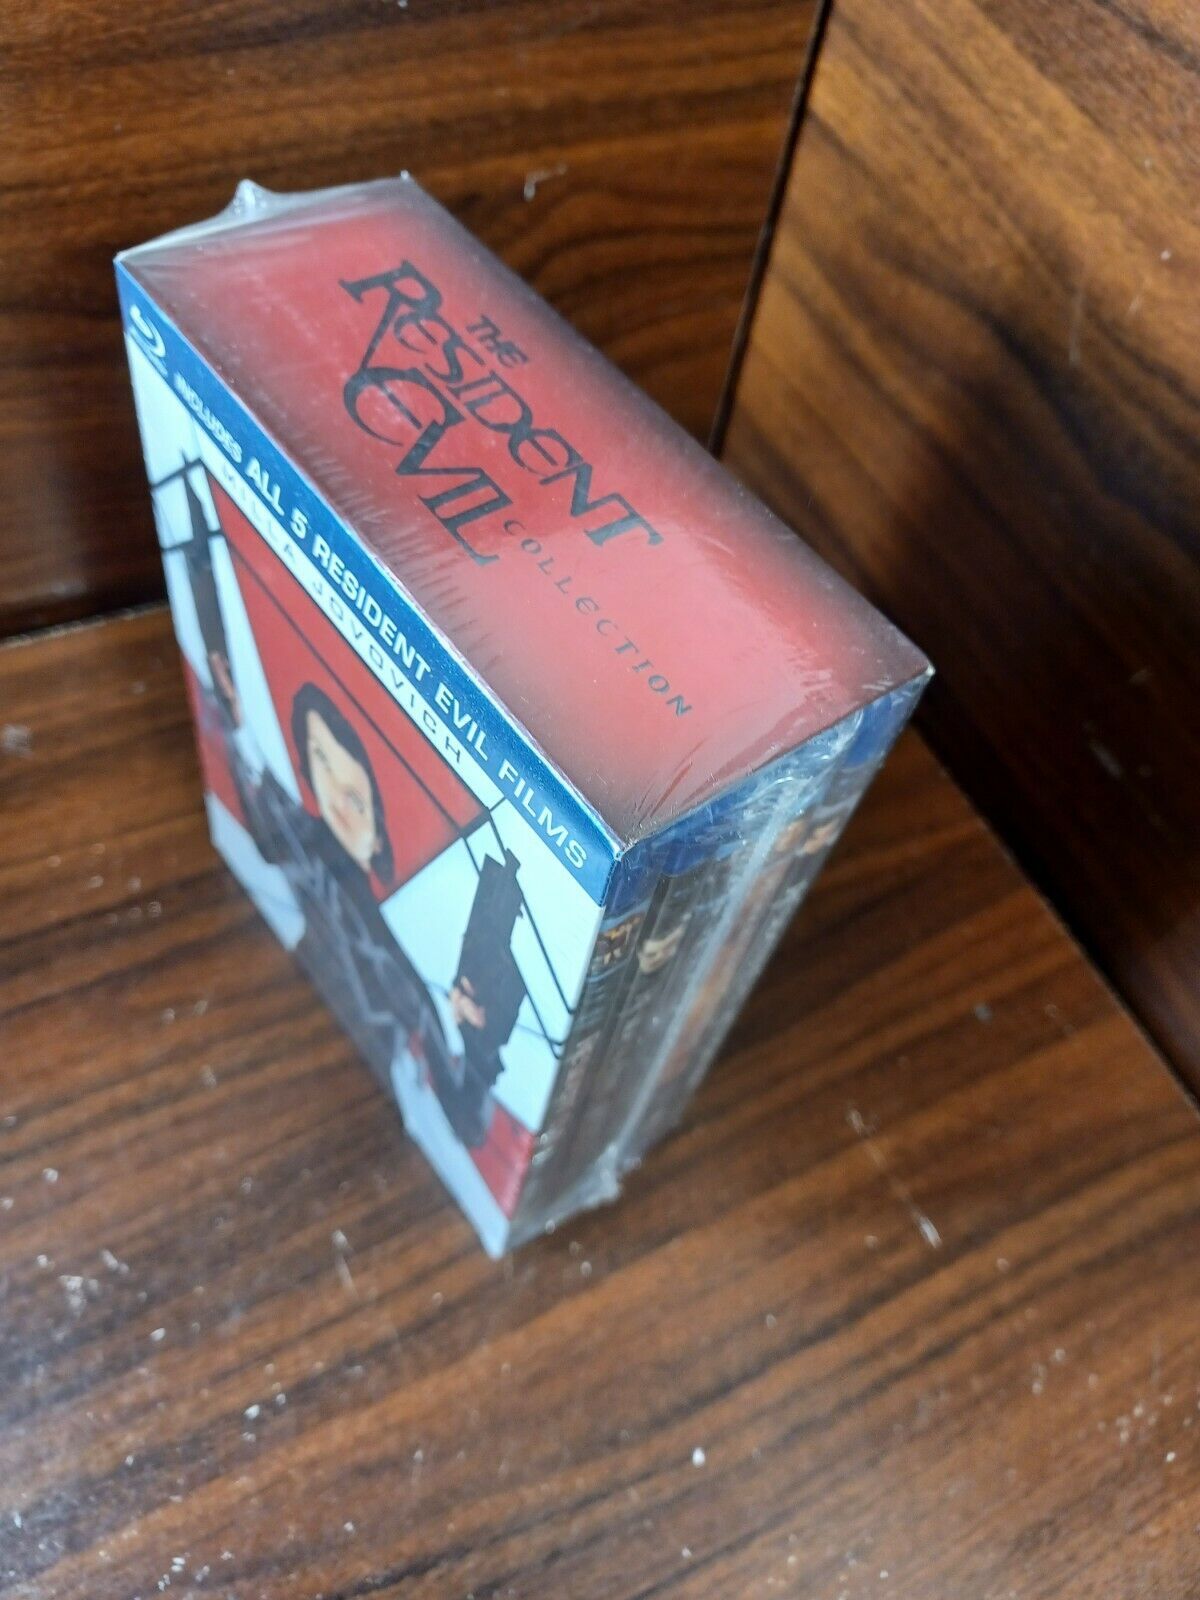 THE
RESIDENT
EVIL
COLLECTION
INCLUDES ALL 5 RESIDENT EVIL FILMS
MILLA JOVOVICH